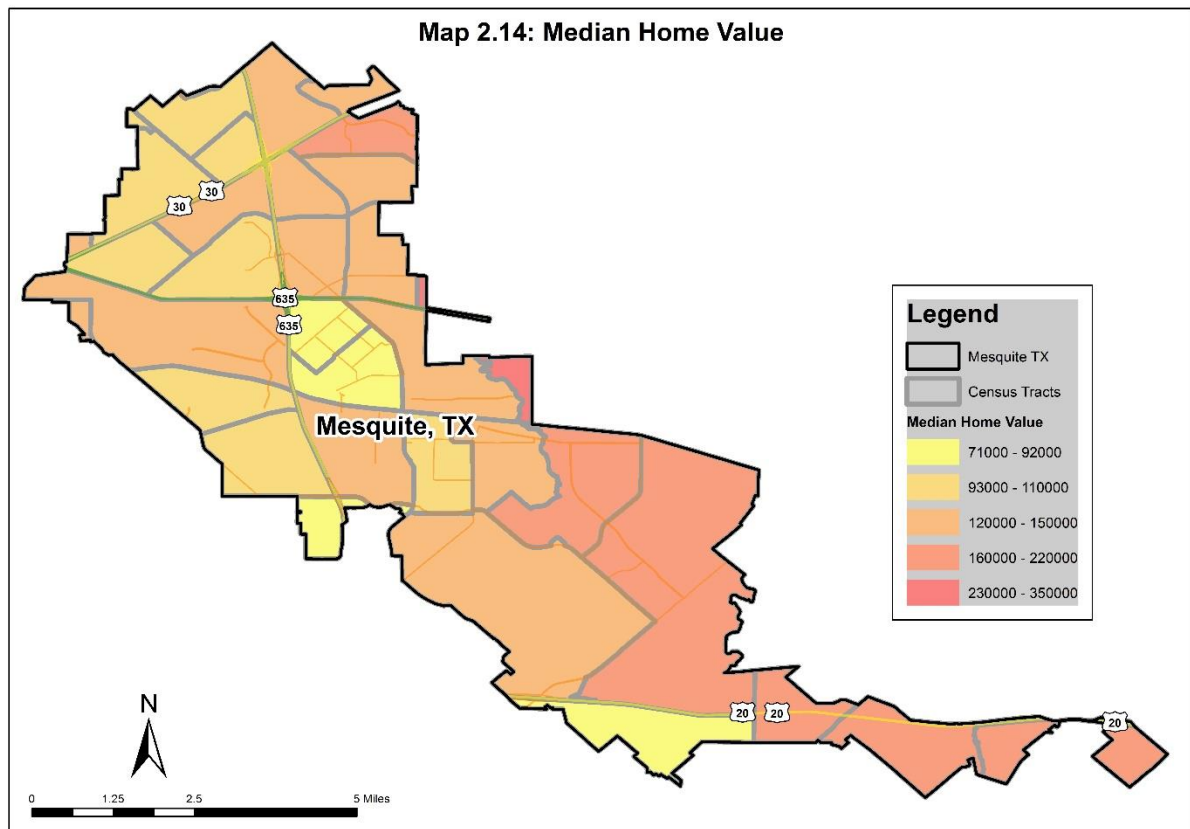 Map 2.14: Median Home Value
30
30
635
635
Mesquite, TX
Legend
Mesquite TX
Census Tracts
Median Home Value
71000 - 92000
93000 - 110000
120000 - 150000
160000 - 220000
230000 - 350000
20
20
20
N
0 1.25 2.5 5 Miles